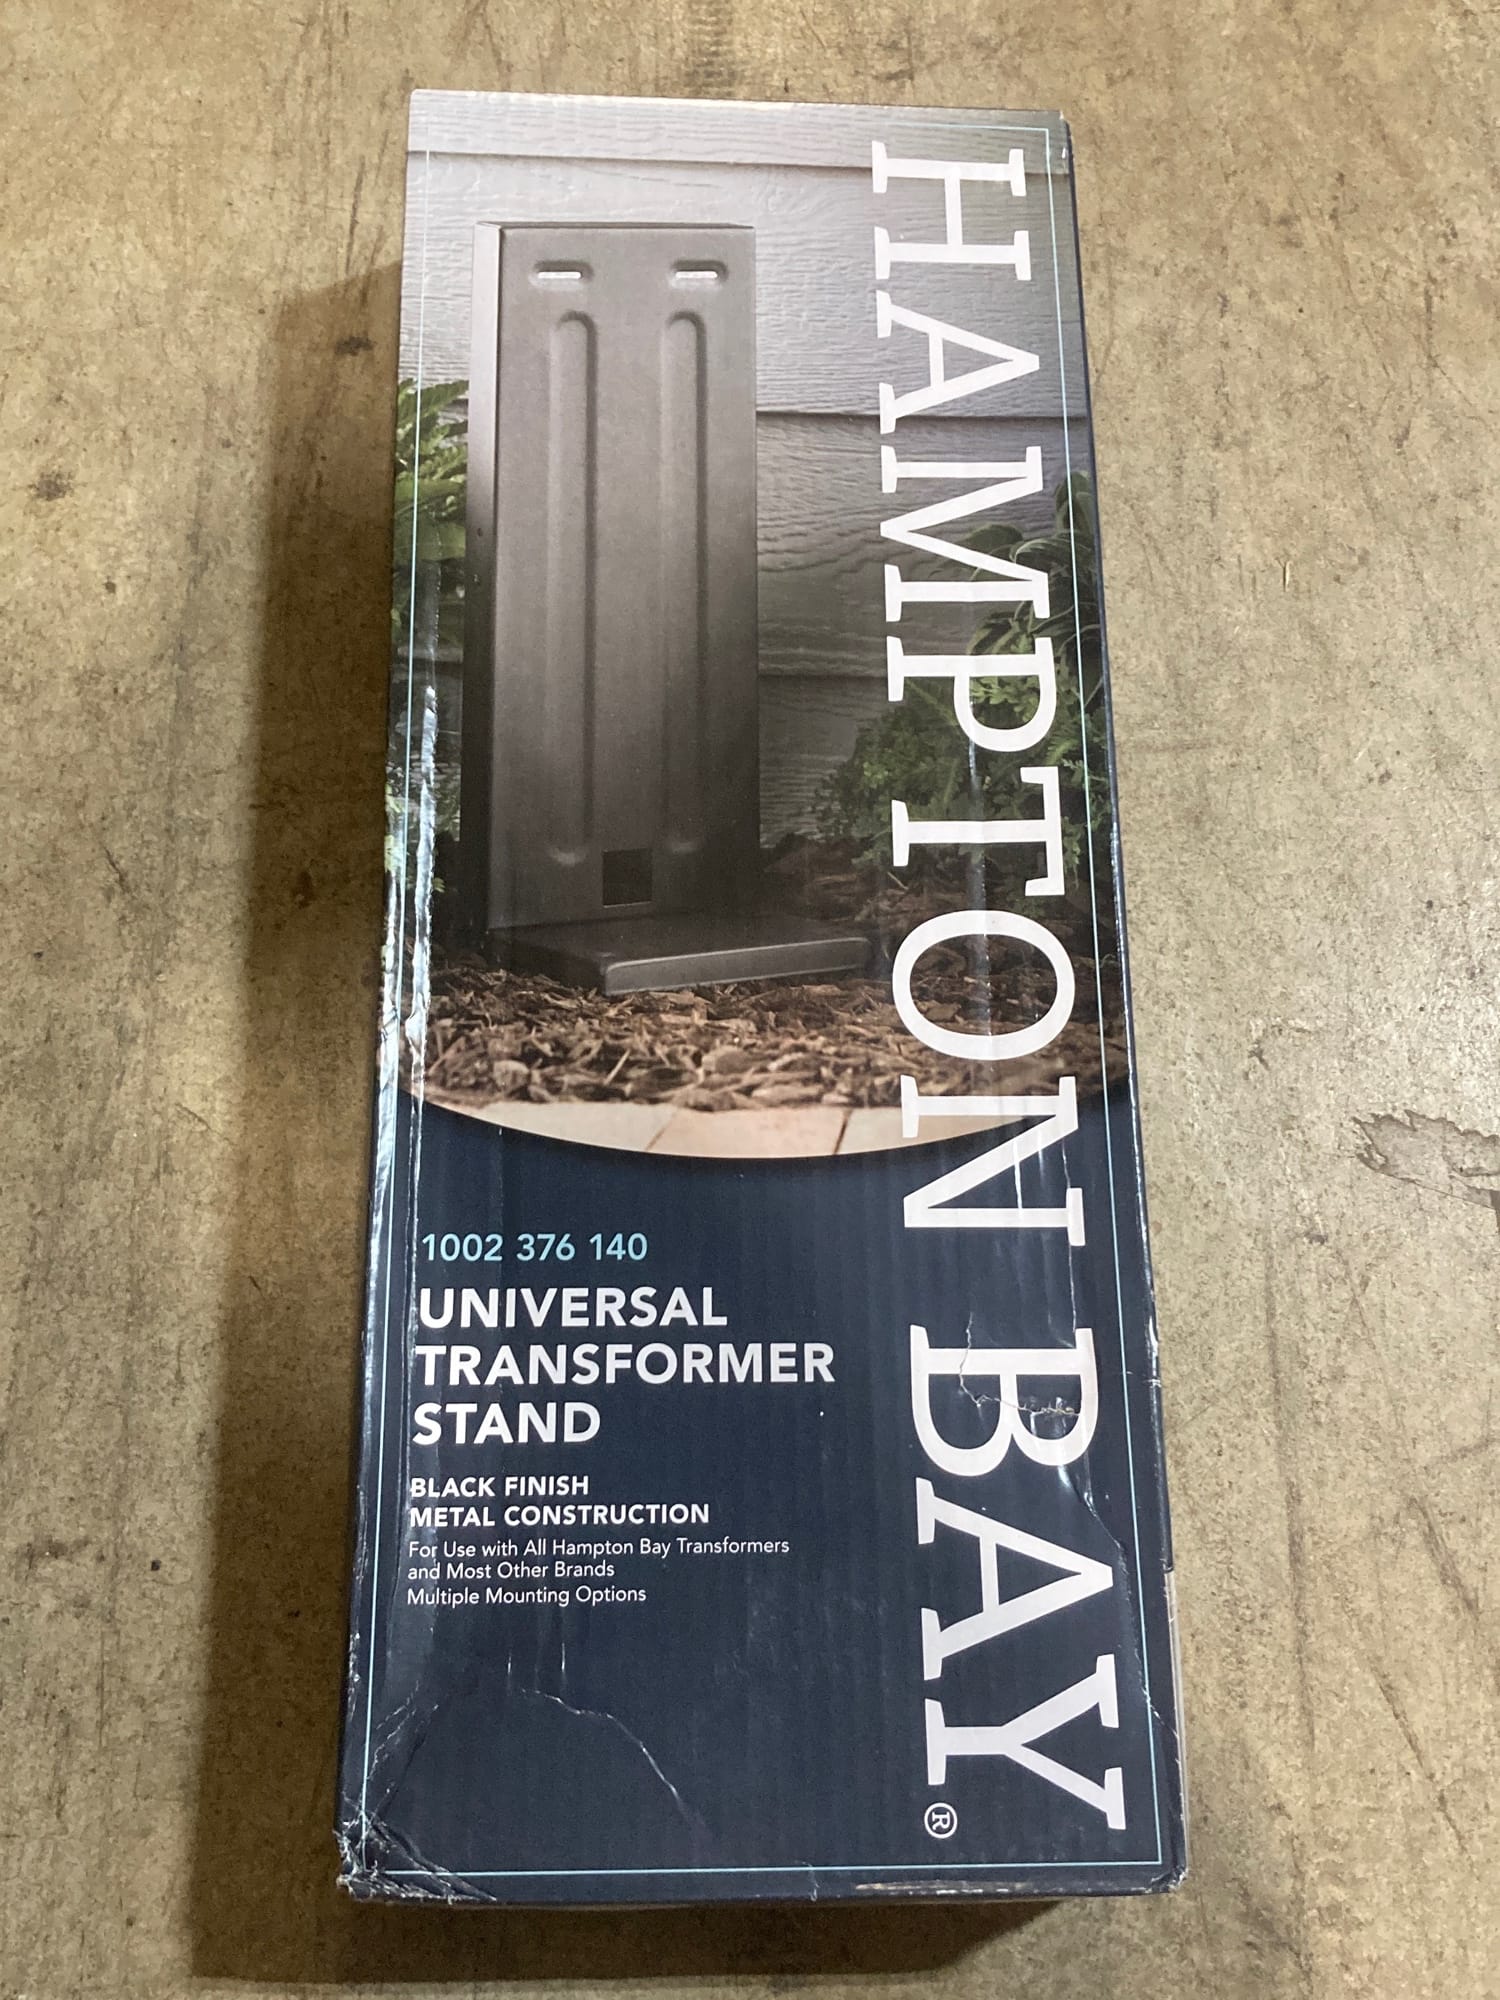 HAMPTON BAY®
1002 376 140
UNIVERSAL
TRANSFORMER
STAND
BLACK FINISH
METAL CONSTRUCTION
For Use with All Hampton Bay Transformers
and Most Other Brands
Multiple Mounting Options